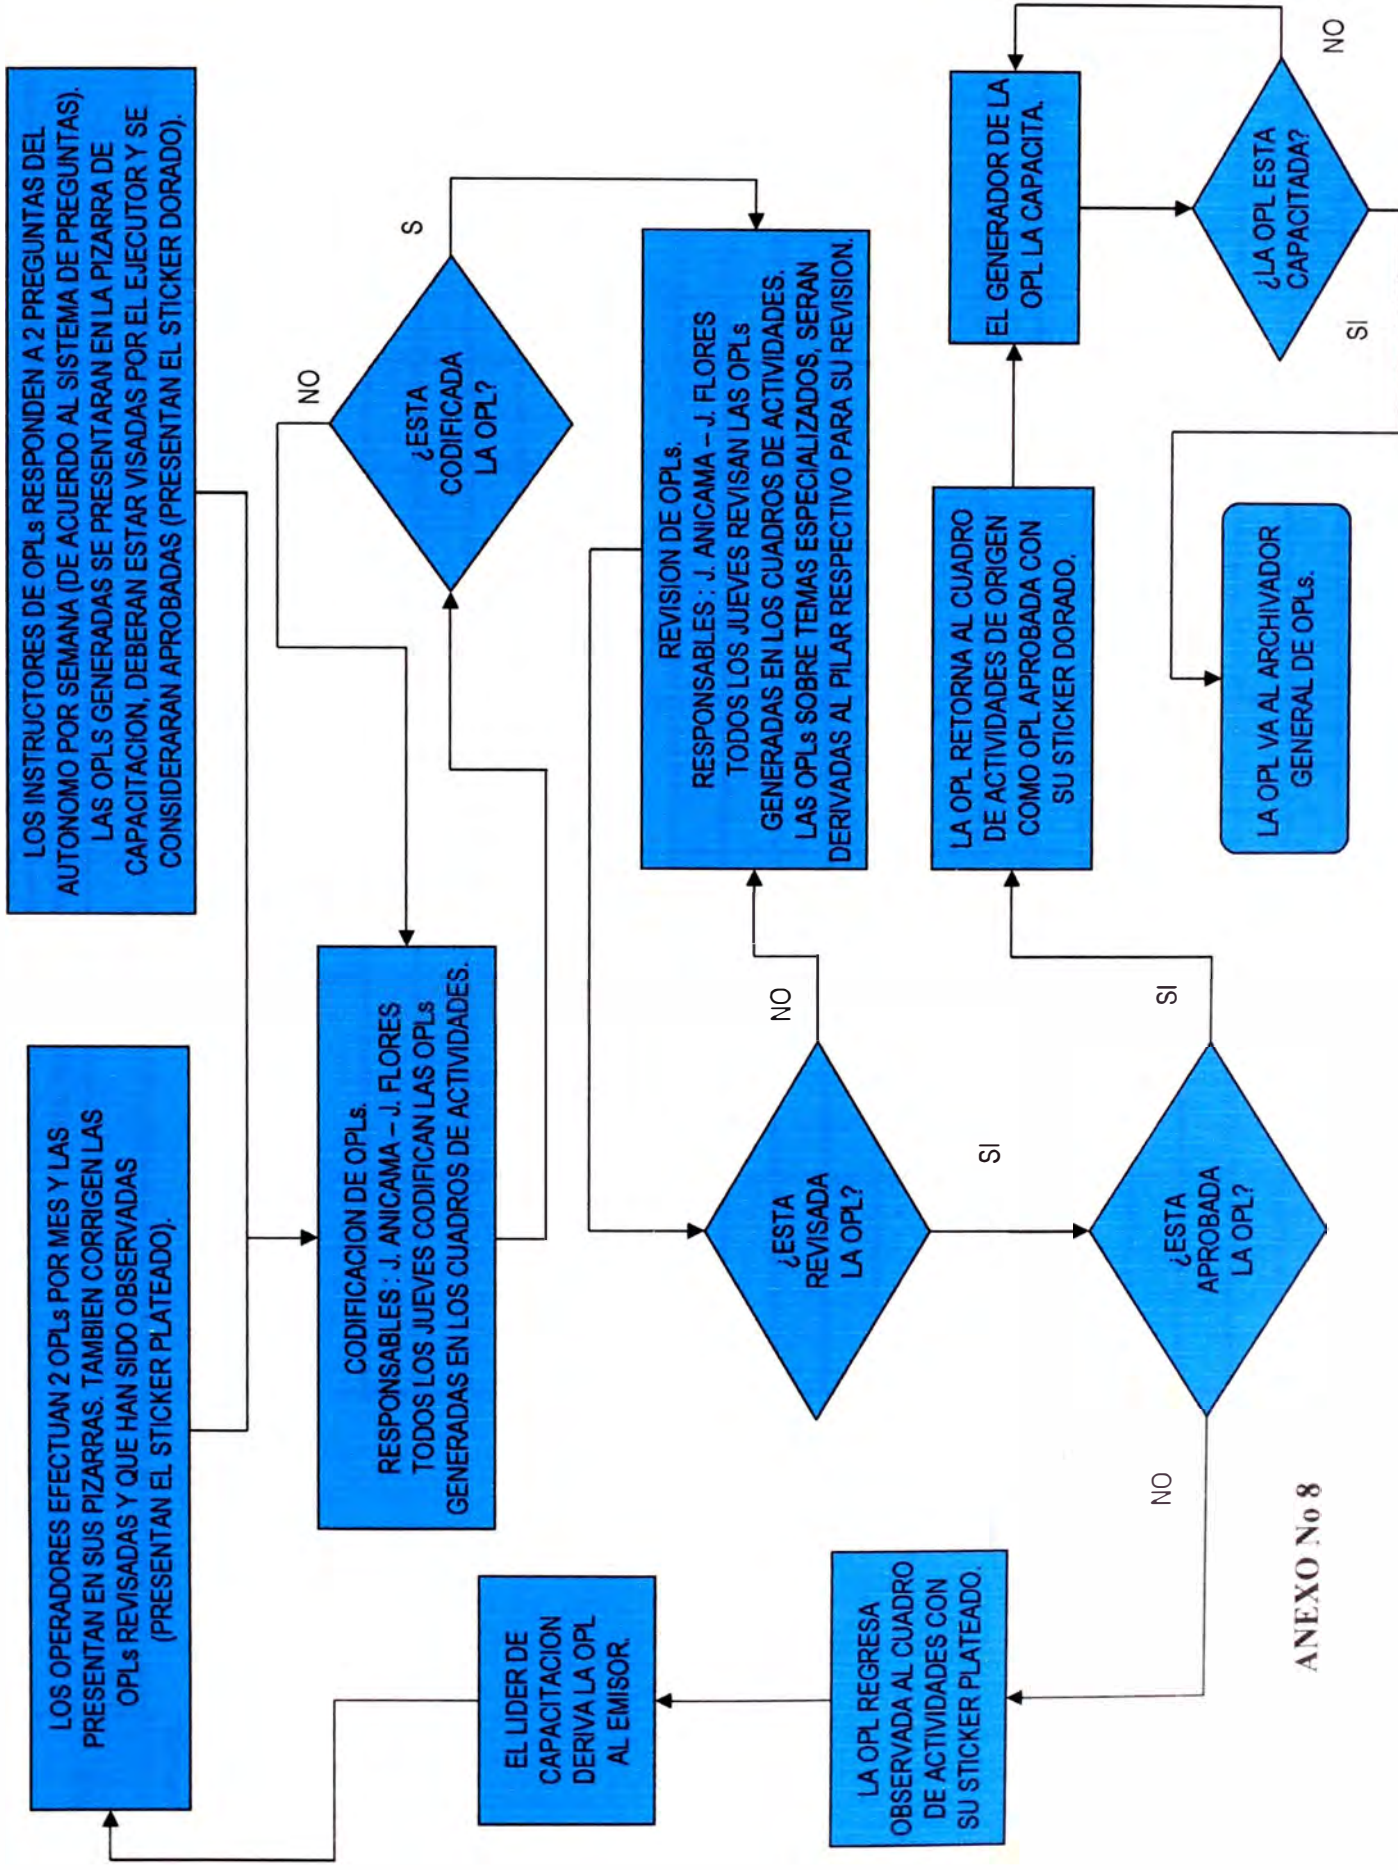 LOS OPERADORES EFECTUAN 2 OPLs POR MES Y LAS
PRESENTAN EN SUS PIZARRAS. TAMBIEN CORRIGEN LAS
OPLs REVISADAS Y QUE HAN SIDO OBSERVADAS
(PRESENTAN EL STICKER PLATEADO).
LOS INSTRUCTORES DE OPLs RESPONDEN A 2 PREGUNTAS DEL
AUTONOMO POR SEMANA (DE ACUERDO AL SISTEMA DE PREGUNTAS).
LAS OPLS GENERADAS SE PRESENTARAN EN LA PIZARRA DE
CAPACITACION, DEBERAN ESTAR VISADAS POR EL EJECUTOR Y SE
CONSIDERARAN APROBADAS (PRESENTAN EL STICKER DORADO).
CODIFICACION DE OPLs.
RESPONSABLES : J. ANICAMA – J. FLORES
TODOS LOS JUEVES CODIFICAN LAS OPLs
GENERADAS EN LOS CUADROS DE ACTIVIDADES.
NO
¿ESTA
CODIFICADA
LA OPL?
S
EL LIDER DE
CAPACITACION
DERIVA LA OPL
AL EMISOR.
REVISION DE OPLs.
RESPONSABLES : J. ANICAMA – J. FLORES
TODOS LOS JUEVES REVISAN LAS OPLs
GENERADAS EN LOS CUADROS DE ACTIVIDADES.
LAS OPLs SOBRE TEMAS ESPECIALIZADOS, SERAN
DERIVADAS AL PILAR RESPECTIVO PARA SU REVISION.
¿ESTA
REVISADA
LA OPL?
NO
SI
LA OPL REGRESA
OBSERVADA AL CUADRO
DE ACTIVIDADES CON
SU STICKER PLATEADO.
¿ESTA
APROBADA
LA OPL?
NO
SI
LA OPL RETORNA AL CUADRO
DE ACTIVIDADES DE ORIGEN
COMO OPL APROBADA CON
SU STICKER DORADO.
EL GENERADOR DE LA
OPL LA CAPACITA.
¿LA OPL ESTA
CAPACITADA?
NO
SI
LA OPL VA AL ARCHIVADOR
GENERAL DE OPLs.
ANEXO No 8